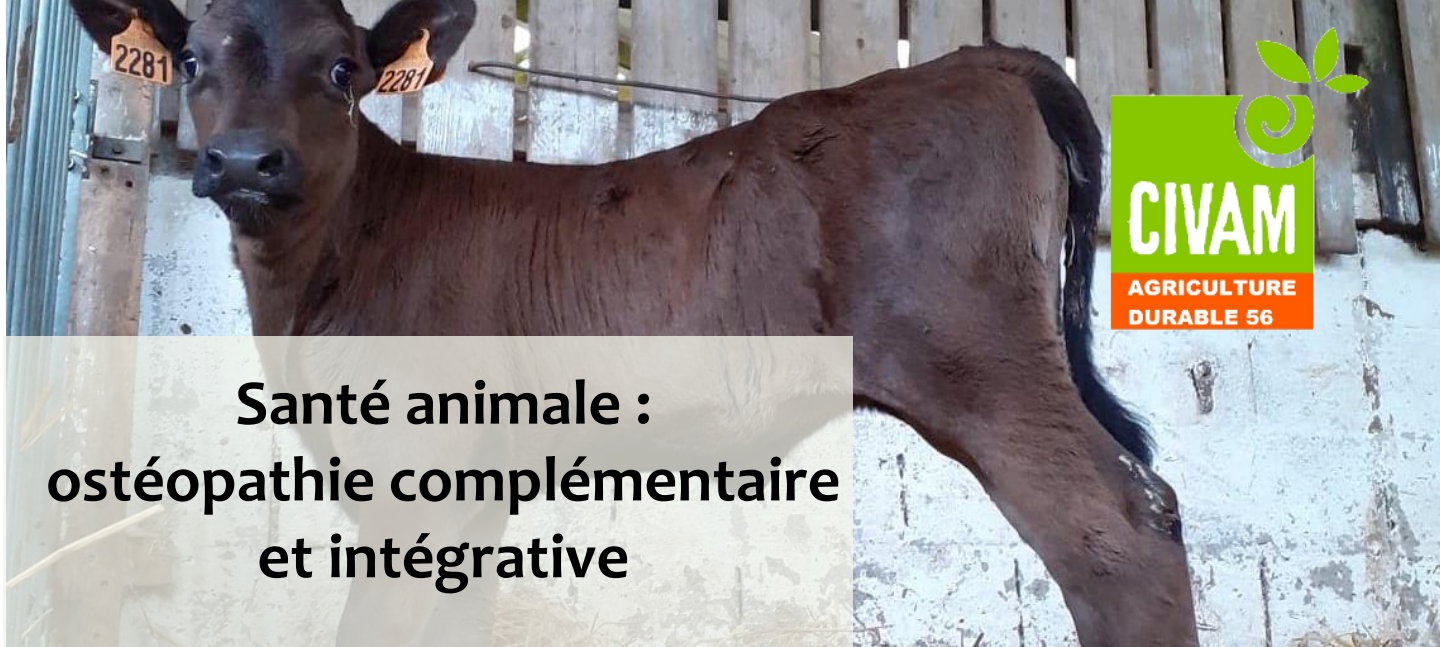 2281
2281
CIVAM
AGRICULTURE
DURABLE 56
Santé animale :
ostéopathie complémentaire
et intégrative